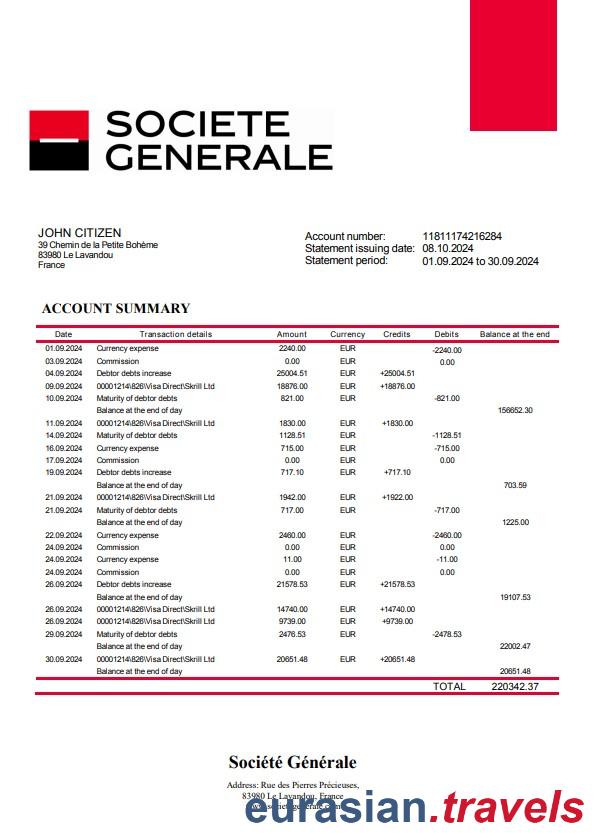 SOCIETE
GENERALE
JOHN CITIZEN
39 Chemin de la Petite Bohème
83980 Le Lavandou
France
Account number: 11811174216284
Statement issuing date: 08.10.2024
Statement period: 01.09.2024 to 30.09.2024
ACCOUNT SUMMARY
Date Transaction details Amount Currency Credits Debits Balance at the end
01.09.2024 Currency expense 2240.00 EUR -2240.00
03.09.2024 Commission 0.00 EUR 0.00
04.09.2024 Debtor debts increase 25004.51 EUR +25004.51
09.09.2024 00001214\826\Visa Direct\Skrill Ltd 18876.00 EUR +18876.00
10.09.2024 Maturity of debtor debts 821.00 EUR -821.00
Balance at the end of day 156652.30
11.09.2024 00001214\826\Visa Direct\Skrill Ltd 1830.00 EUR +1830.00
14.09.2024 Maturity of debtor debts 1128.51 EUR -1128.51
16.09.2024 Currency expense 715.00 EUR -715.00
17.09.2024 Commission 0.00 EUR 0.00
19.09.2024 Debtor debts increase 717.10 EUR +717.10
Balance at the end of day 703.59
21.09.2024 00001214\826\Visa Direct\Skrill Ltd 1942.00 EUR +1922.00
21.09.2024 Maturity of debtor debts 717.00 EUR -717.00
Balance at the end of day 1225.00
22.09.2024 Currency expense 2460.00 EUR -2460.00
24.09.2024 Commission 0.00 EUR 0.00
24.09.2024 Currency expense 11.00 EUR -11.00
24.09.2024 Commission 0.00 EUR 0.00
26.09.2024 Debtor debts increase 21578.53 EUR +21578.53
Balance at the end of day 19107.53
26.09.2024 00001214\826\Visa Direct\Skrill Ltd 14740.00 EUR +14740.00
26.09.2024 00001214\826\Visa Direct\Skrill Ltd 9739.00 EUR +9739.00
29.09.2024 Maturity of debtor debts 2476.53 EUR -2478.53
Balance at the end of day 22002.47
30.09.2024 00001214\826\Visa Direct\Skrill Ltd 20651.48 EUR +20651.48
Balance at the end of day 20651.48
TOTAL 220342.37
Société Générale
Address: Rue des Pierres Précieuses,
83980 Le Lavandou, France
eurasian.travels